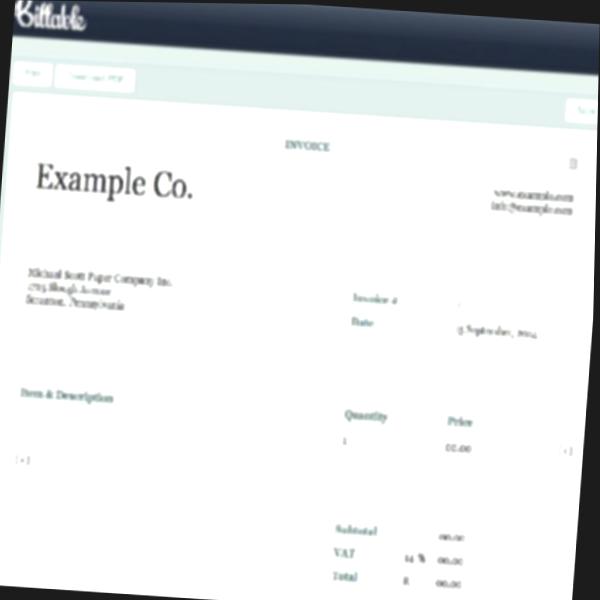 Billable
Download PDF
INVOICE
Example Co.
www.example.com
info@example.com
Michael Scott Paper Company Inc.
1725 Slough Avenue
Scranton, Pennsylvania
Invoice #
Date
September, 2014
Item & Description
Quantity
Price
1
00.00
[ + ]
Subtotal
00.00
VAT
14 %
00.00
Total
R
00.00